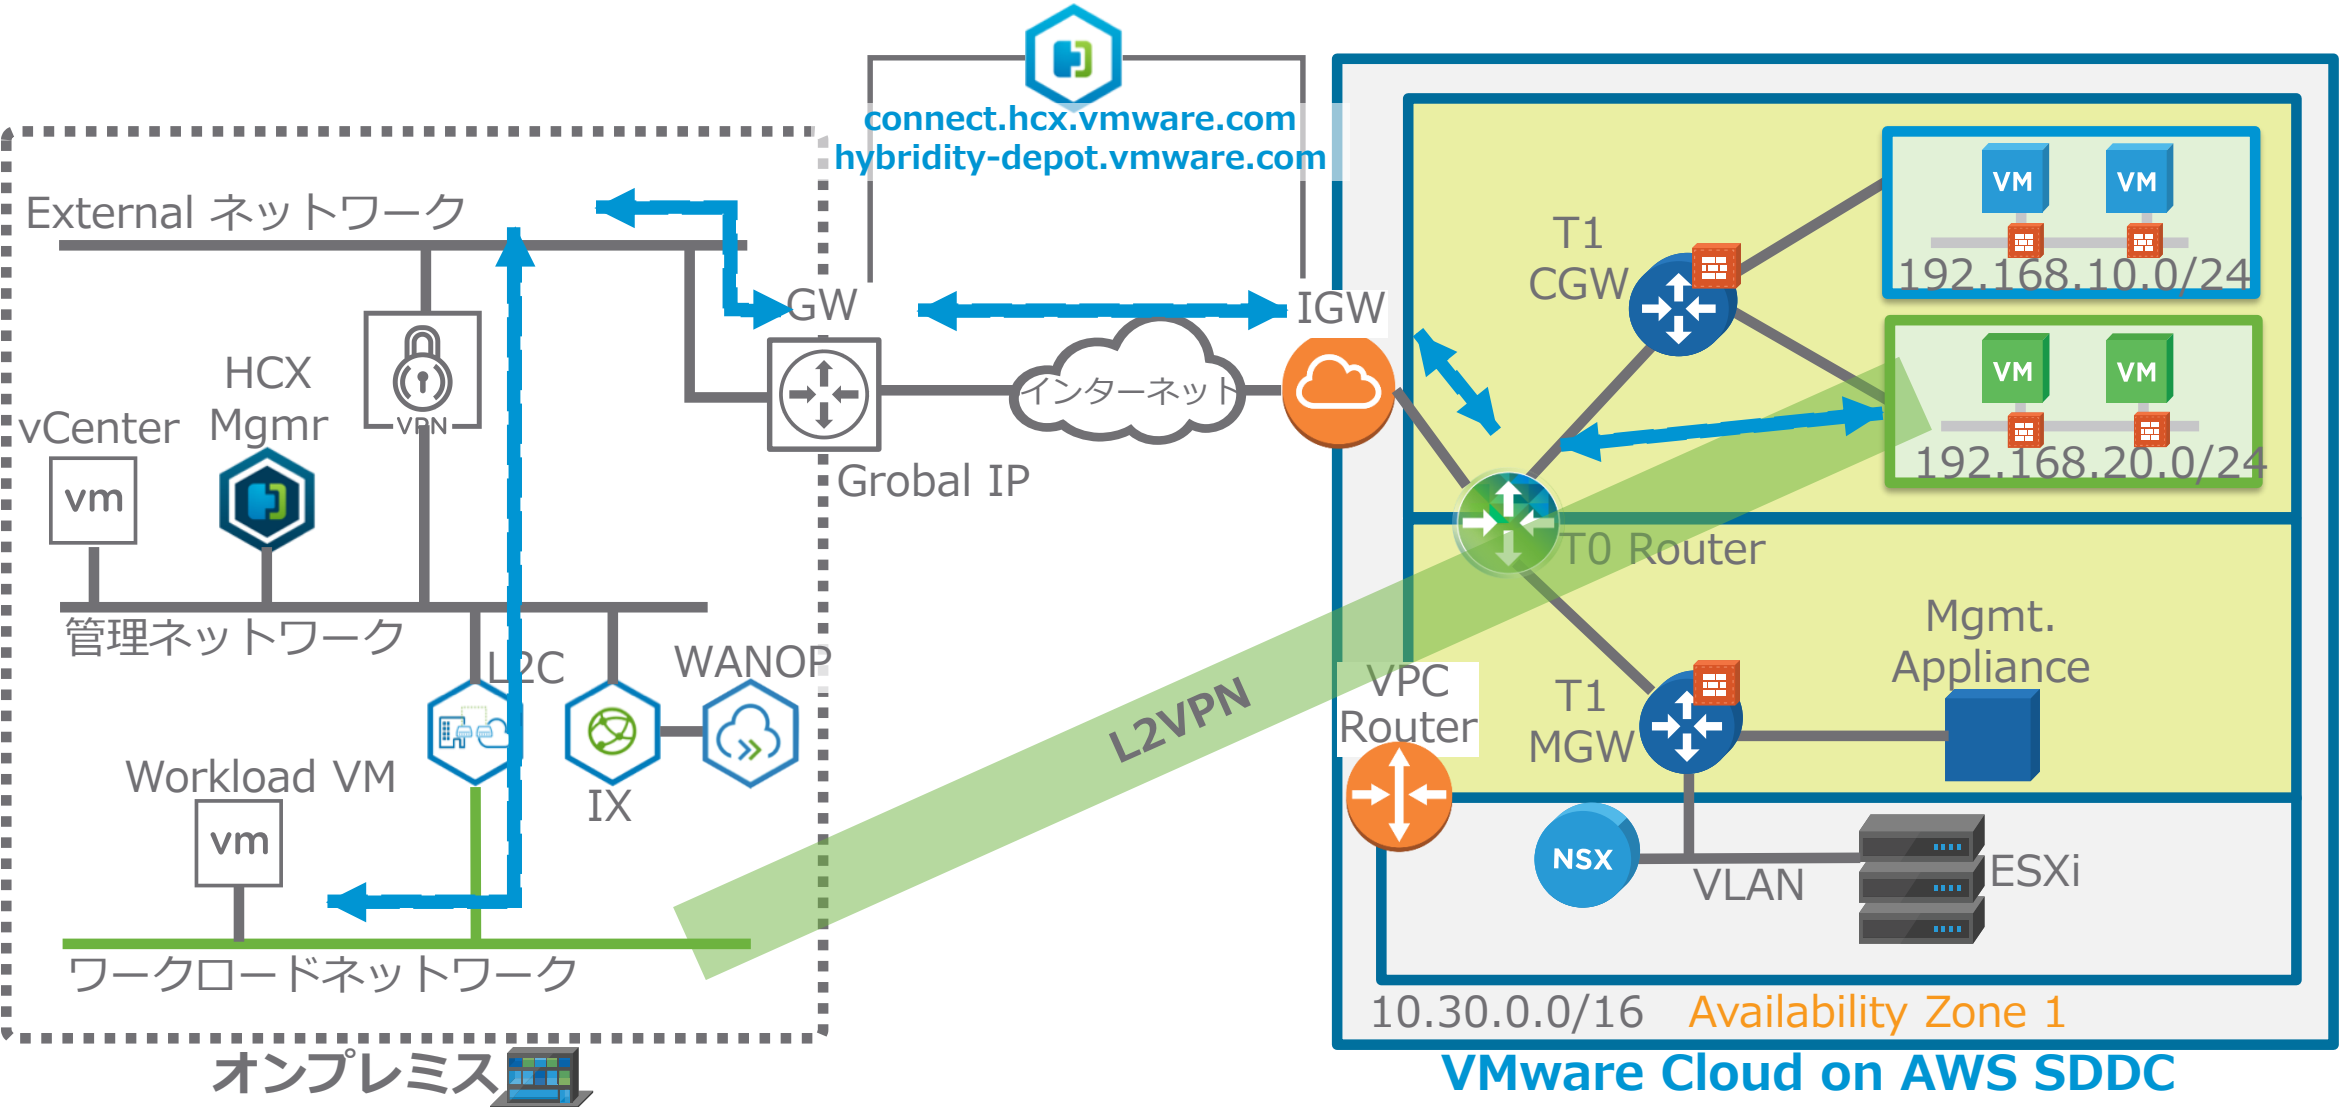 connect.hcx.vmware.com
hybridity-depot.vmware.com
External ネットワーク
GW
IGW
T1
CGW
VM
VM
192.168.10.0/24
HCX
Mgmr
vCenter
vm
VPN
インターネット
Grobal IP
VM
VM
192.168.20.0/24
T0 Router
管理ネットワーク
L2C
WANOP
IX
Workload VM
vm
ワークロードネットワーク
L2VPN
VPC
Router
T1
MGW
Mgmt.
Appliance
NSX
VLAN
ESXi
10.30.0.0/16
Availability Zone 1
オンプレミス
VMware Cloud on AWS SDDC